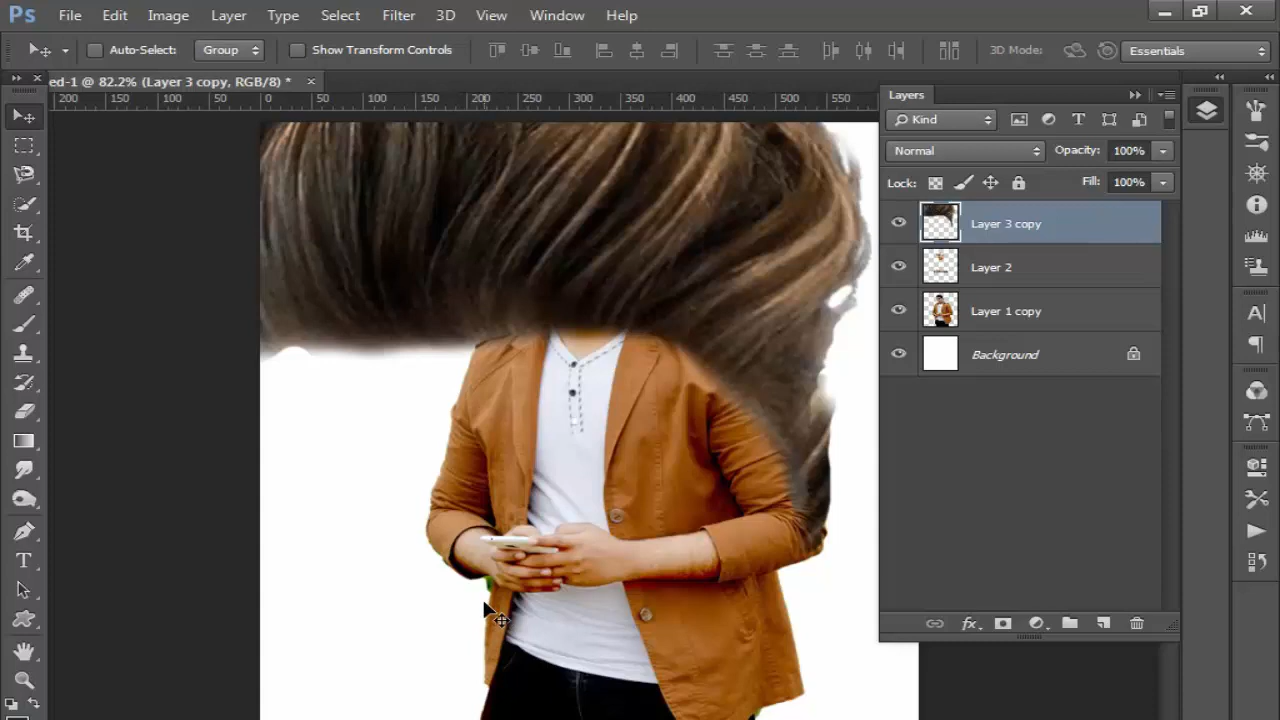 Ps File Edit Image Layer Type Select Filter 3D View Window Help
Auto-Select: Group Show Transform Controls 3D Mode: Essentials
ed-1 @ 82.2% (Layer 3 copy, RGB/8) *
200 150 100 50 0 50 100 150 200 250 300 350 400 450 500 550
Layers
Kind
Normal Opacity: 100%
Lock: Fill: 100%
Layer 3 copy
Layer 2
Layer 1 copy
Background